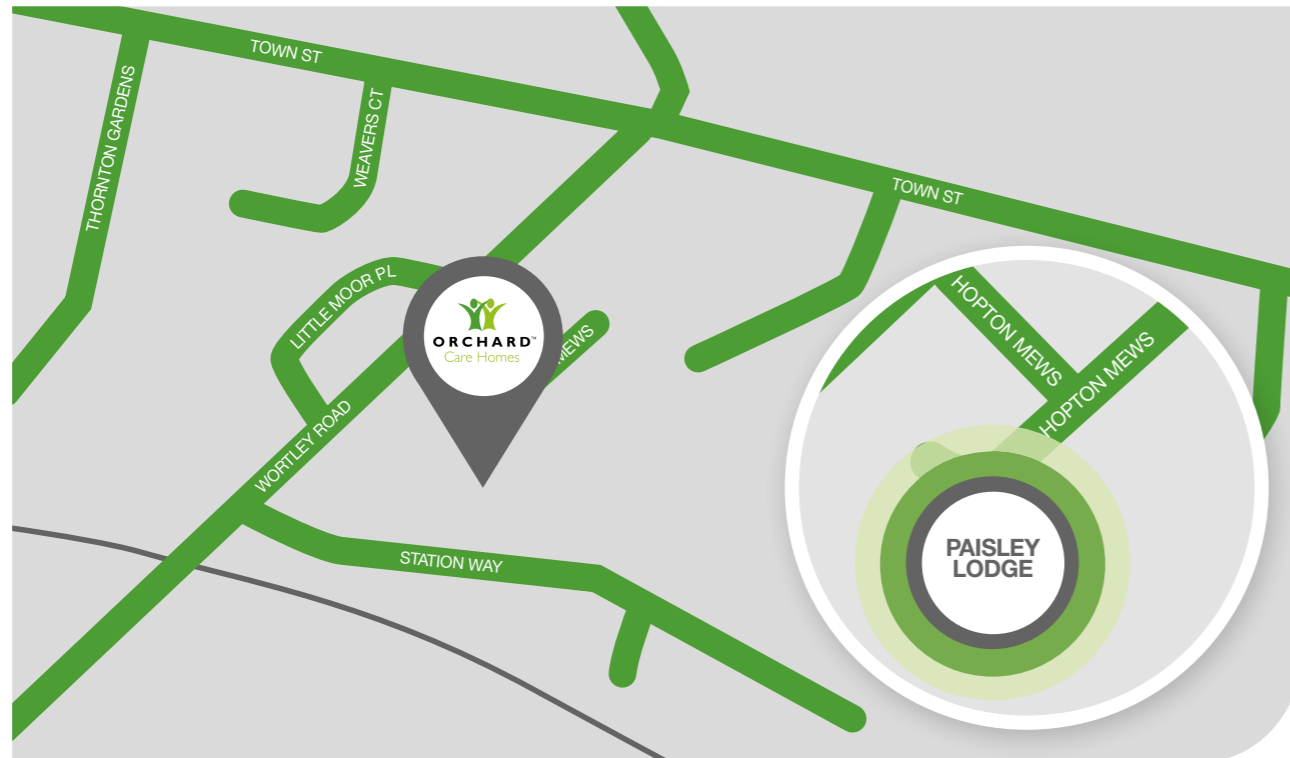 TOWN ST
THORNTON GARDENS
WEAVERS CT
TOWN ST
LITTLE MOOR PL
ORCHARD™
Care Homes
MEWS
WORTLEY ROAD
STATION WAY
HOPTON MEWS
HOPTON MEWS
PAISLEY
LODGE